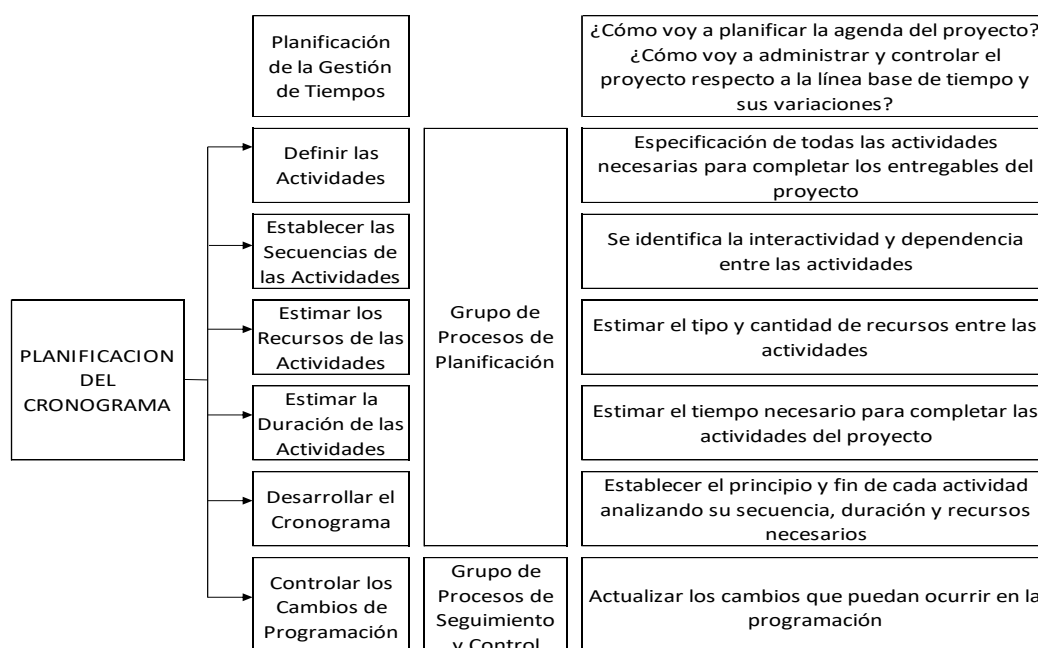 Planificación
de la Gestión
de Tiempos
¿Cómo voy a planificar la agenda del proyecto?
¿Cómo voy a administrar y controlar el
proyecto respecto a la línea base de tiempo y
sus variaciones?
PLANIFICACION
DEL
CRONOGRAMA
Definir las
Actividades
Grupo de
Procesos de
Planificación
Especificación de todas las actividades
necesarias para completar los entregables del
proyecto
Establecer las
Secuencias de
las Actividades
Se identifica la interactividad y dependencia
entre las actividades
Estimar los
Recursos de las
Actividades
Estimar el tipo y cantidad de recursos entre las
actividades
Estimar la
Duración de las
Actividades
Estimar el tiempo necesario para completar las
actividades del proyecto
Desarrollar el
Cronograma
Establecer el principio y fin de cada actividad
analizando su secuencia, duración y recursos
necesarios
Controlar los
Cambios de
Programación
Grupo de
Procesos de
Seguimiento
y Control
Actualizar los cambios que puedan ocurrir en la
programación